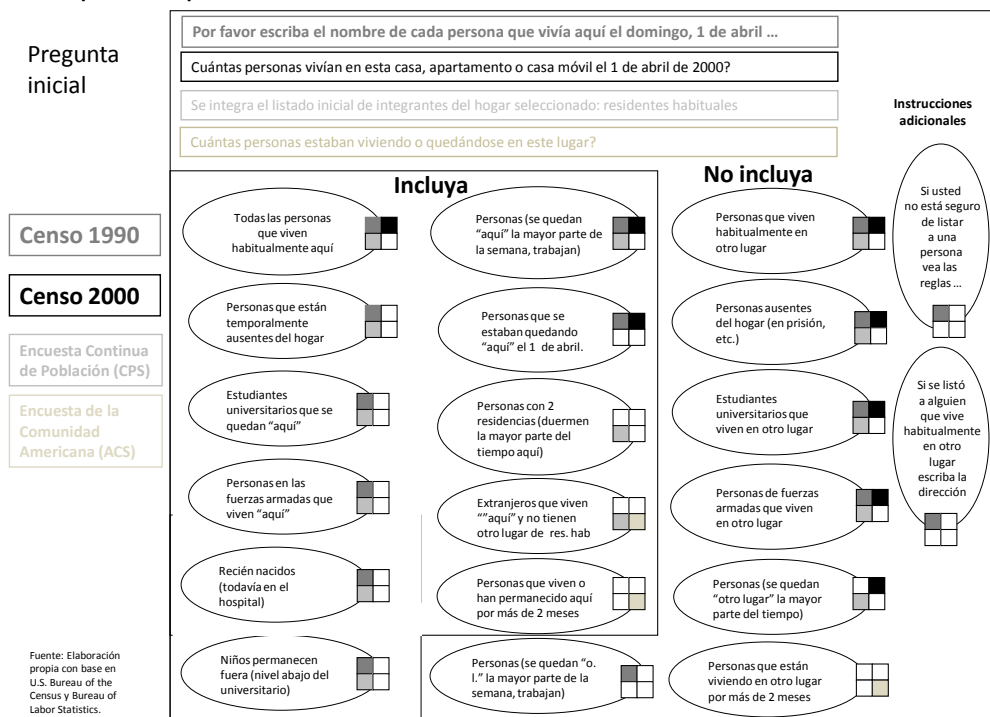 Pregunta
inicial
Por favor escriba el nombre de cada persona que vivía aquí el domingo, 1 de abril …
Cuántas personas vivían en esta casa, apartamento o casa móvil el 1 de abril de 2000?
Se integra el listado inicial de integrantes del hogar seleccionado: residentes habituales
Cuántas personas estaban viviendo o quedándose en este lugar?
Censo 1990
Censo 2000
Encuesta Continua
de Población (CPS)
Encuesta de la
Comunidad
Americana (ACS)
Incluya
Todas las personas
que viven
habitualmente aquí
Personas que están
temporalmente
ausentes del hogar
Estudiantes
universitarios que se
quedan “aquí”
Personas en las
fuerzas armadas que
viven “aquí”
Recién nacidos
(todavía en el
hospital)
Niños permanecen
fuera (nivel abajo del
universitario)
Personas (se quedan
“aquí” la mayor parte de
la semana, trabajan)
Personas que se
estaban quedando
“aquí” el 1 de abril.
Personas con 2
residencias (duermen
la mayor parte del
tiempo aquí)
Extranjeros que viven
“”aquí” y no tienen
otro lugar de res. hab
Personas que viven o
han permanecido aquí
por más de 2 meses
Personas (se quedan “o.
l.” la mayor parte de la
semana, trabajan)
No incluya
Personas que viven
habitualmente en
otro lugar
Personas ausentes
del hogar (en prisión,
etc.)
Estudiantes
universitarios que
viven en otro lugar
Personas de fuerzas
armadas que viven
en otro lugar
Personas (se quedan
“otro lugar” la mayor
parte del tiempo)
Personas que están
viviendo en otro lugar
por más de 2 meses
Instrucciones
adicionales
Si usted
no está seguro
de listar
a una
persona
vea las
reglas …
Si se listó
a alguien
que vive
habitualmente
en otro
lugar
escriba la
dirección
Fuente: Elaboración
propia con base en
U.S. Bureau of the
Census y Bureau of
Labor Statistics.